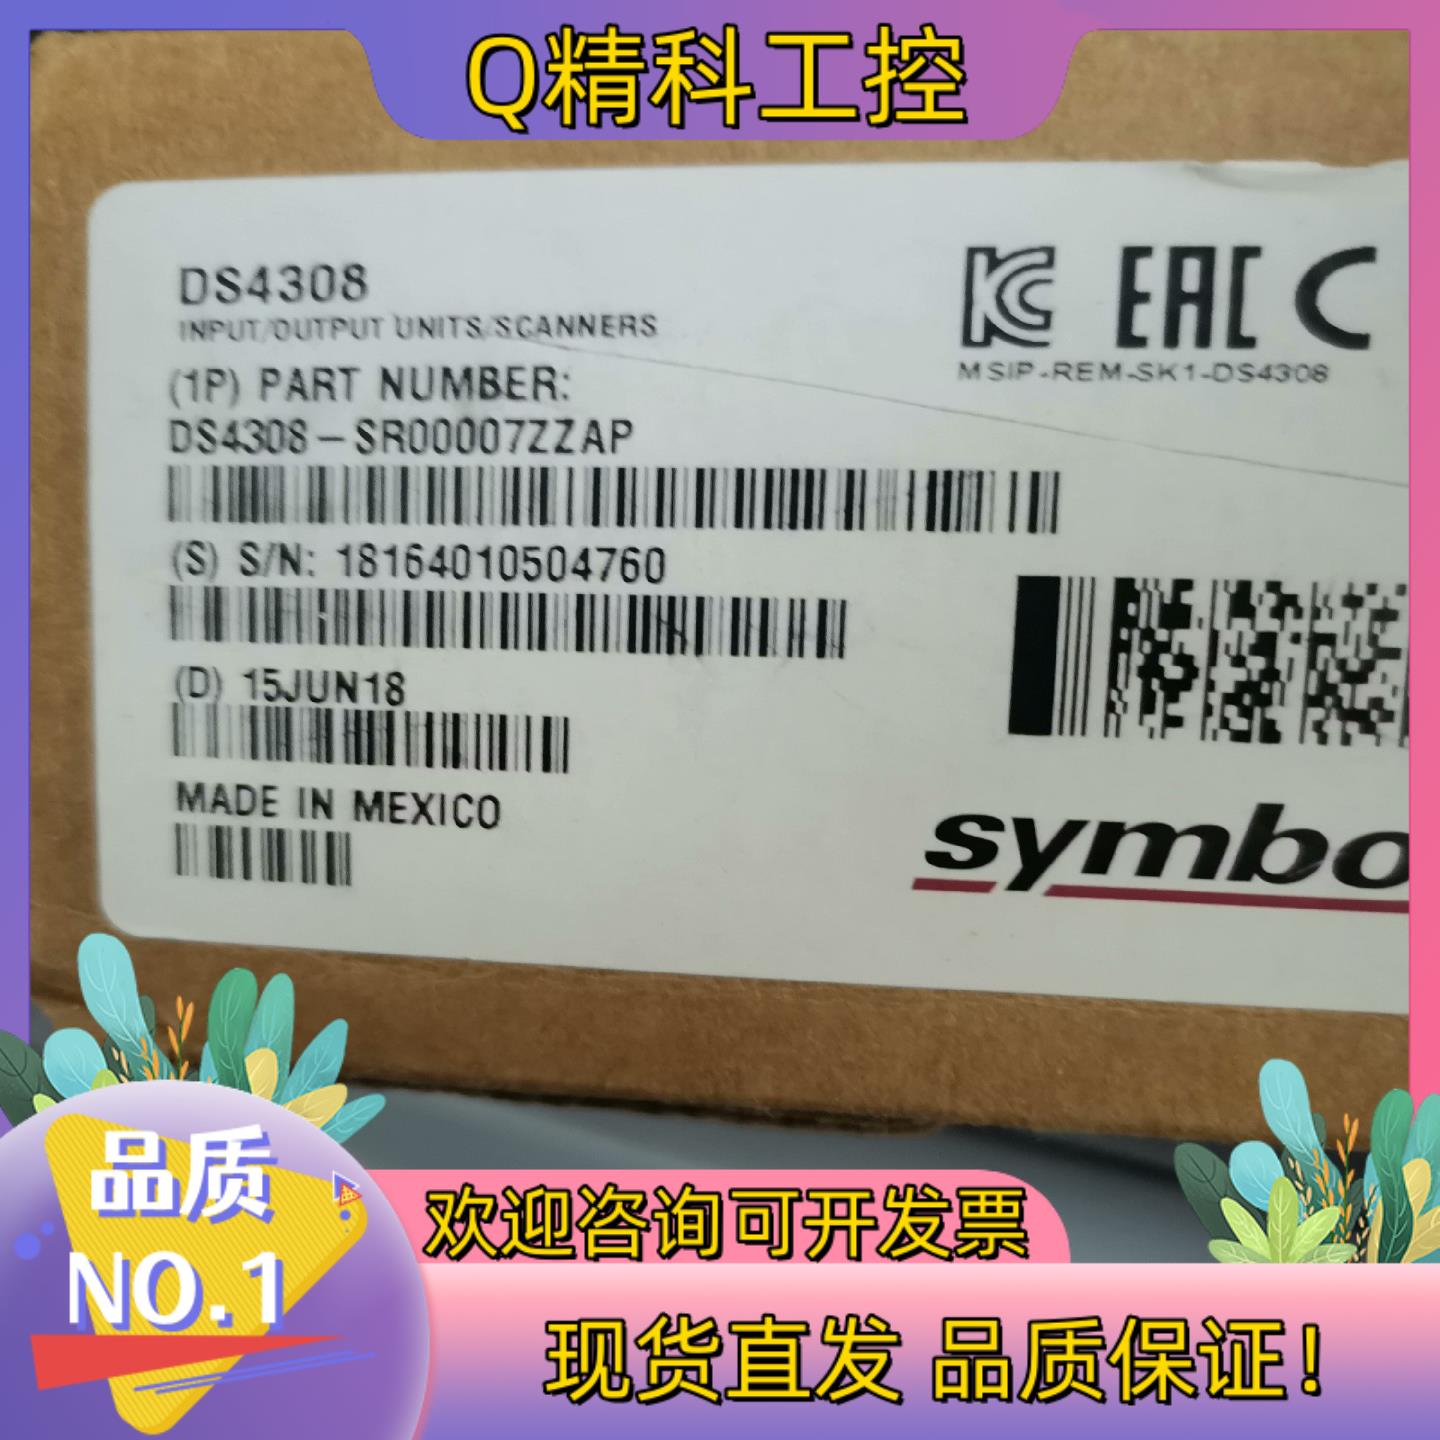 Q精科工控
DS4308
INPUT/OUTPUT UNITS/SCANNERS
(1P) PART NUMBER:
DS4308-SR00007ZZAP
(S) S/N: 18164010504760
(D) 15JUN18
MADE IN MEXICO
EAC C
MSIP-REM-SK1-DS4308
symbo
品质
NO.1
欢迎咨询可开发票
现货直发 品质保证!